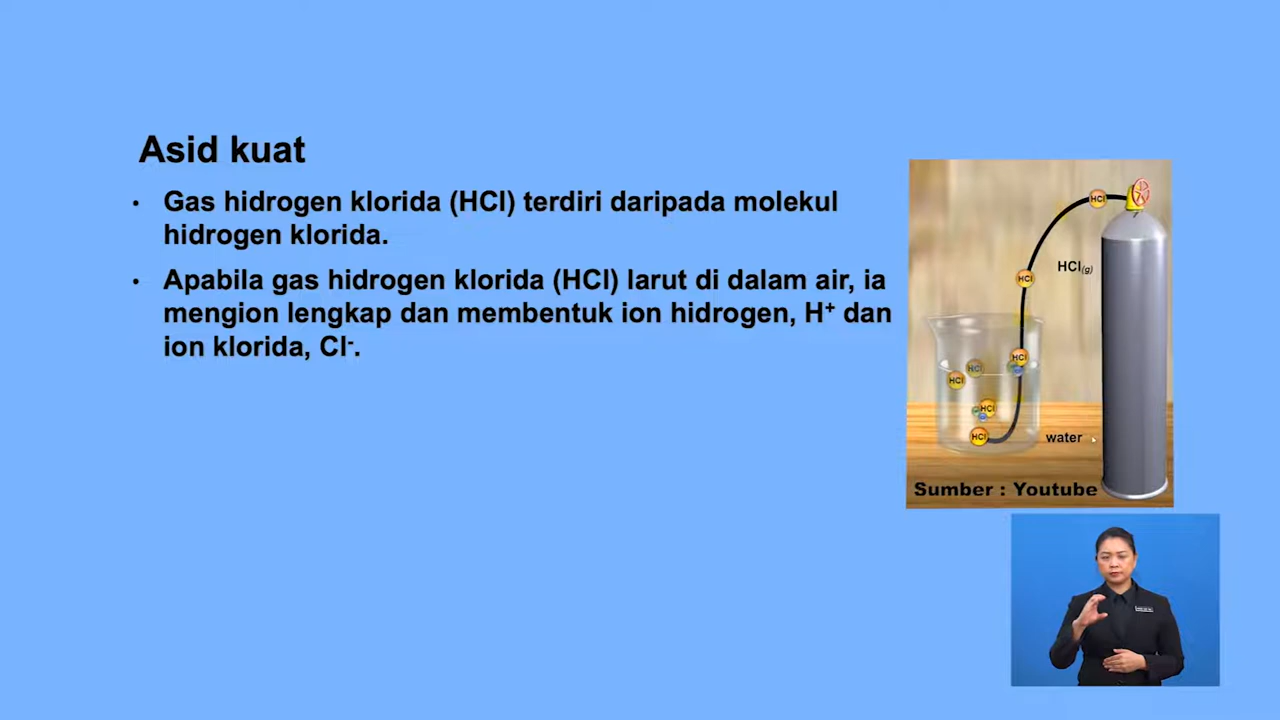 Asid kuat
• Gas hidrogen klorida (HCl) terdiri daripada molekul
hidrogen klorida.
• Apabila gas hidrogen klorida (HCl) larut di dalam air, ia
mengion lengkap dan membentuk ion hidrogen, H⁺ dan
ion klorida, Cl⁻.
HCl
HCl
HCl(g)
HCl
HCl
HCl
HCl
HCl
water
Sumber : Youtube